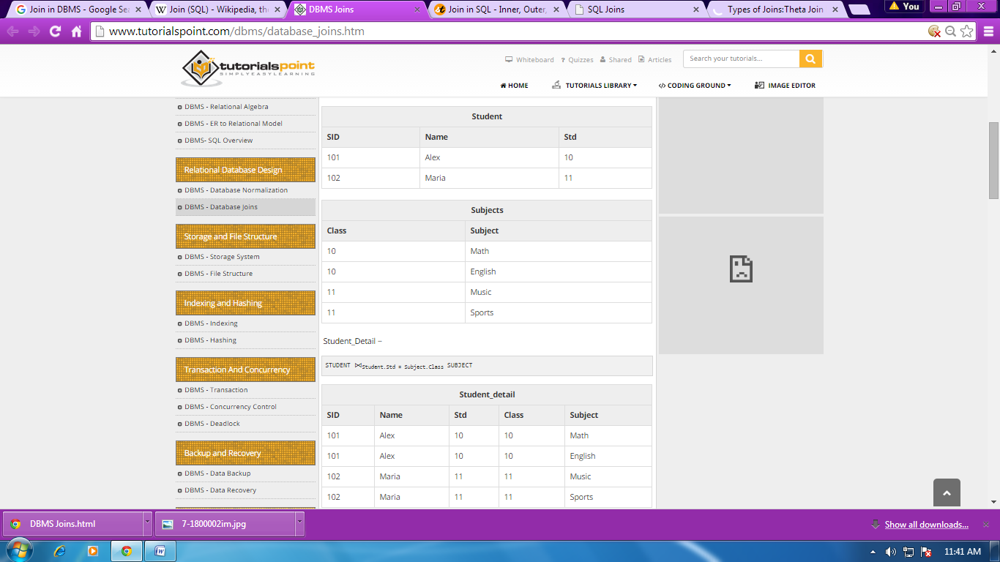 Join in DBMS - Google Sea
Join (SQL) - Wikipedia, the
DBMS Joins
Join in SQL - Inner, Outer,
SQL Joins
Types of Joins:Theta Join
You
www.tutorialspoint.com/dbms/database_joins.htm
tutorialspoint
SIMPLYEASYLEARNING
Whiteboard
? Quizzes
Shared
Articles
Search your tutorials...
HOME
TUTORIALS LIBRARY
</> CODING GROUND
IMAGE EDITOR
DBMS - Relational Algebra
DBMS - ER to Relational Model
DBMS- SQL Overview
Relational Database Design
DBMS - Database Normalization
DBMS - Database Joins
Storage and File Structure
DBMS - Storage System
DBMS - File Structure
Indexing and Hashing
DBMS - Indexing
DBMS - Hashing
Transaction And Concurrency
DBMS - Transaction
DBMS - Concurrency Control
DBMS - Deadlock
Backup and Recovery
DBMS - Data Backup
DBMS - Data Recovery
Student
SID Name Std
101 Alex 10
102 Maria 11
Subjects
Class Subject
10 Math
10 English
11 Music
11 Sports
Student_Detail −
STUDENT ⋈Student.Std = Subject.Class SUBJECT
Student_detail
SID Name Std Class Subject
101 Alex 10 10 Math
101 Alex 10 10 English
102 Maria 11 11 Music
102 Maria 11 11 Sports
DBMS Joins.html
7-1800002im.jpg
Show all downloads...
11:41 AM